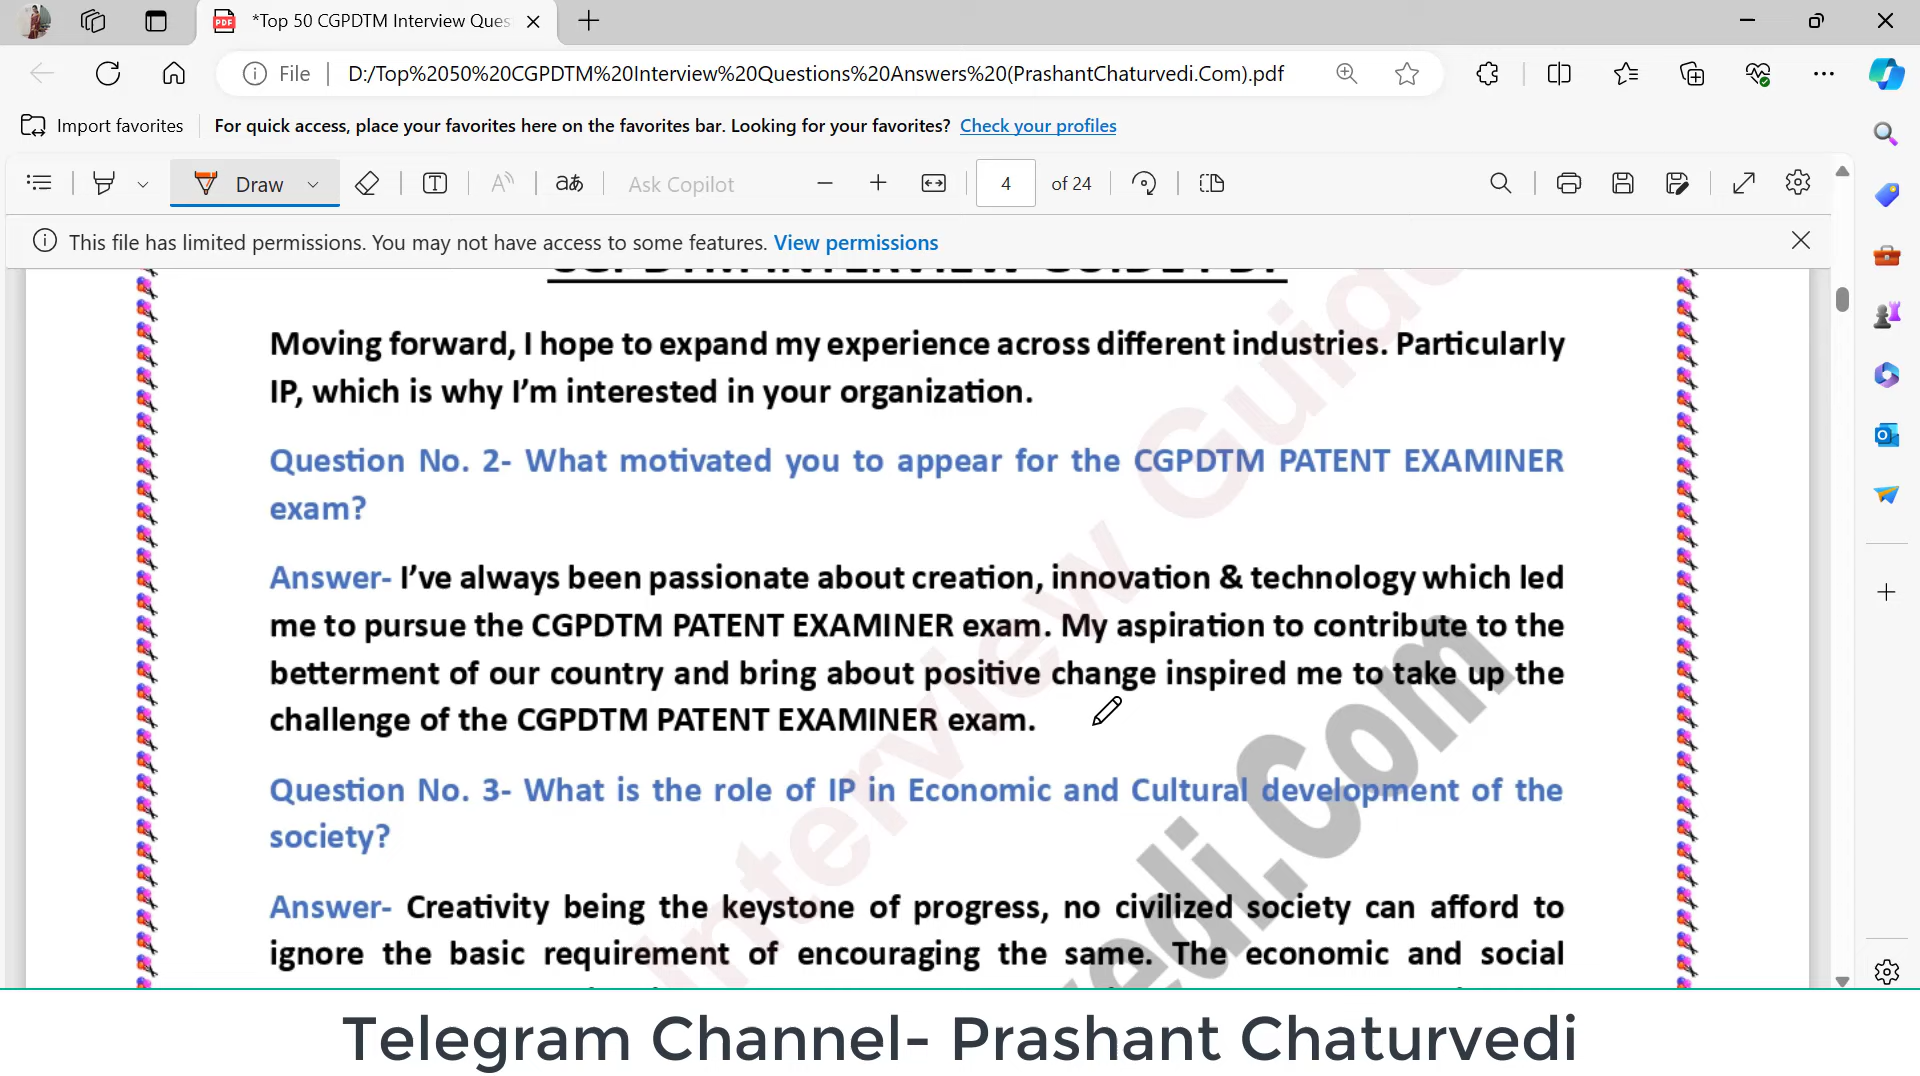 *Top 50 CGPDTM Interview Ques
File D:/Top%2050%20CGPDTM%20Interview%20Questions%20Answers%20(PrashantChaturvedi.Com).pdf
Import favorites For quick access, place your favorites here on the favorites bar. Looking for your favorites? Check your profiles
Draw Ask Copilot 4 of 24
This file has limited permissions. You may not have access to some features. View permissions
CGPDTM INTERVIEW GUIDE PDF
Moving forward, I hope to expand my experience across different industries. Particularly
IP, which is why I’m interested in your organization.
Question No. 2- What motivated you to appear for the CGPDTM PATENT EXAMINER
exam?
Answer- I’ve always been passionate about creation, innovation & technology which led
me to pursue the CGPDTM PATENT EXAMINER exam. My aspiration to contribute to the
betterment of our country and bring about positive change inspired me to take up the
challenge of the CGPDTM PATENT EXAMINER exam.
Question No. 3- What is the role of IP in Economic and Cultural development of the
society?
Answer- Creativity being the keystone of progress, no civilized society can afford to
ignore the basic requirement of encouraging the same. The economic and social
Interview Guide
vedi.Com
Telegram Channel- Prashant Chaturvedi